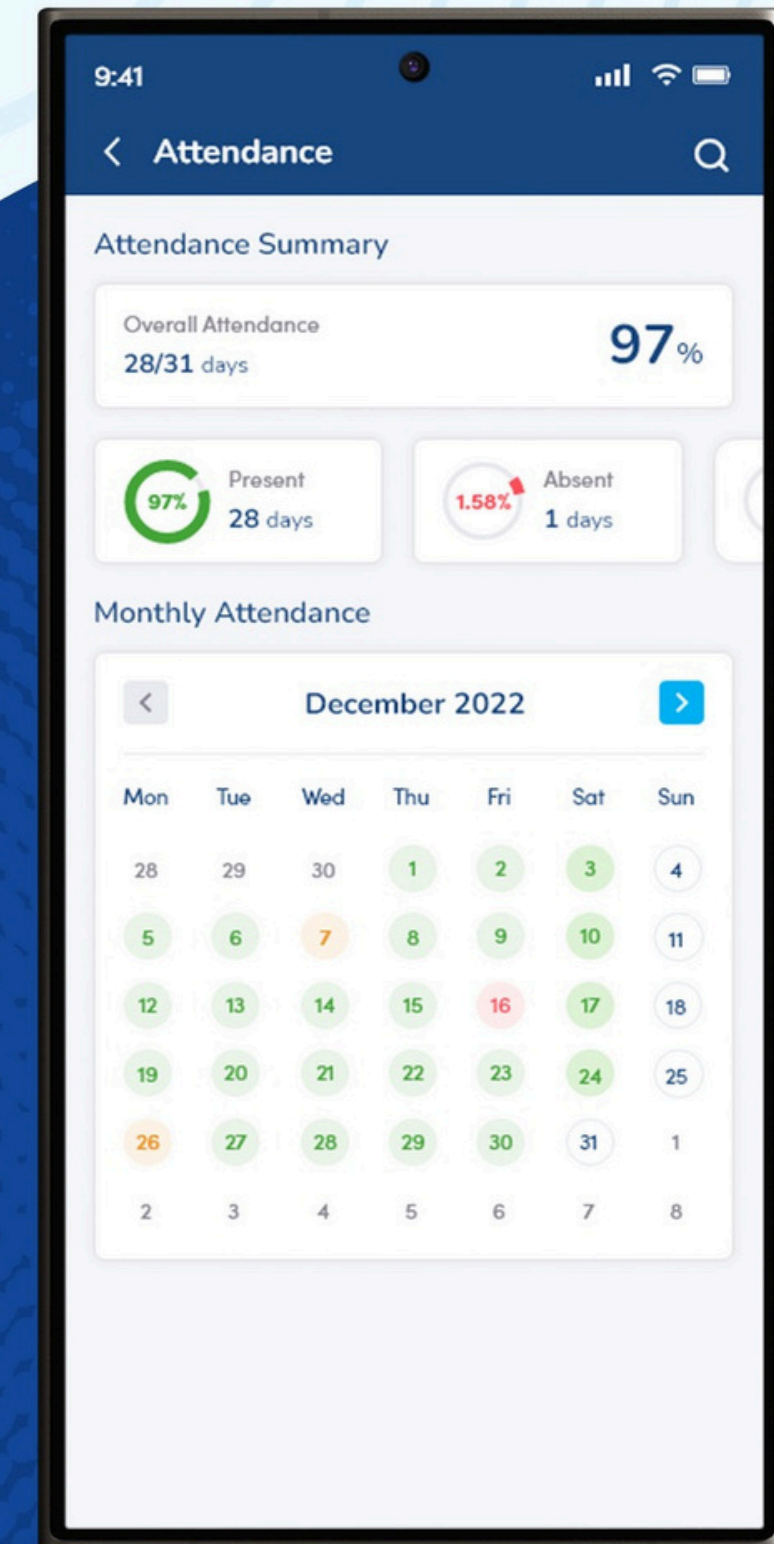 9:41
Attendance
Attendance Summary
Overall Attendance
28/31 days
97%
97%
Present
28 days
1.58%
Absent
1 days
Monthly Attendance
December 2022
Mon Tue Wed Thu Fri Sat Sun
28 29 30 1 2 3 4
5 6 7 8 9 10 11
12 13 14 15 16 17 18
19 20 21 22 23 24 25
26 27 28 29 30 31 1
2 3 4 5 6 7 8